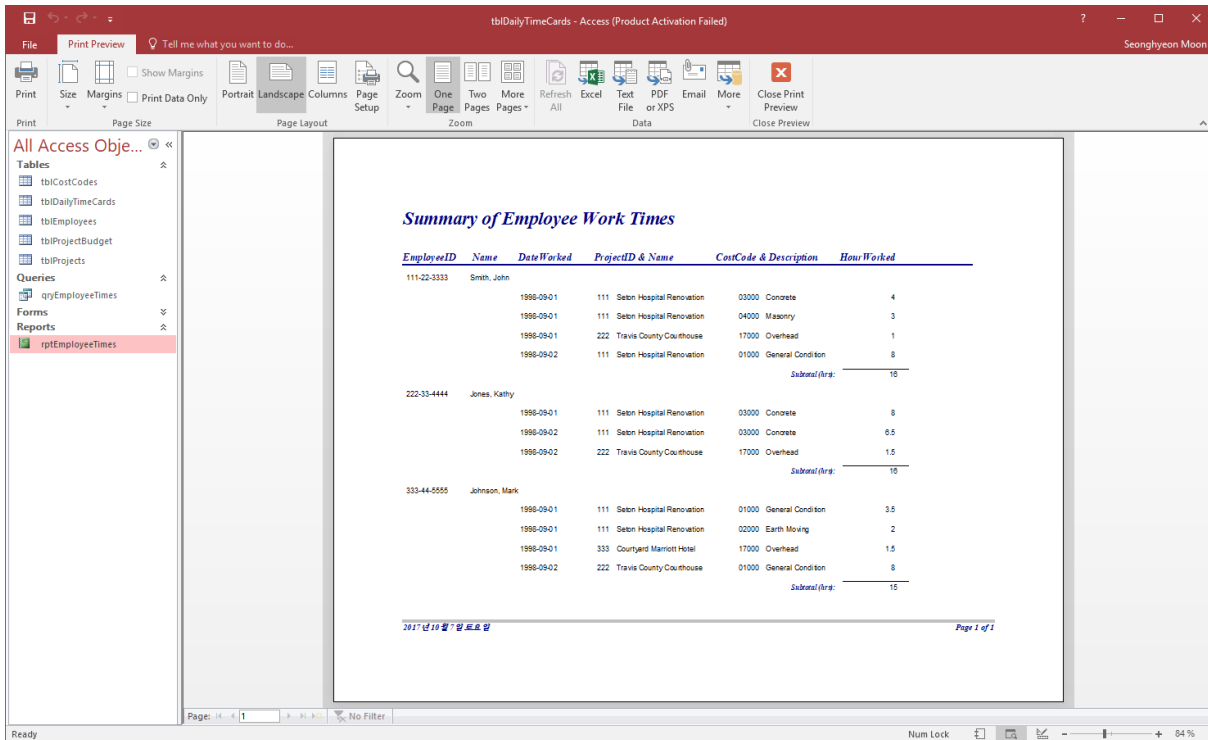 tblDailyTimeCards - Access (Product Activation Failed)
File Print Preview Tell me what you want to do... Seonghyeon Moon
Print Size Margins Show Margins Print Data Only Portrait Landscape Columns Page Setup Zoom One Page Two Pages More Pages Refresh All Excel Text File PDF or XPS Email More Close Print Preview
Print Page Size Page Layout Zoom Data Close Preview
All Access Obje...
Tables
tblCostCodes
tblDailyTimeCards
tblEmployees
tblProjectBudget
tblProjects
Queries
qryEmployeeTimes
Forms
Reports
rptEmployeeTimes
Summary of Employee Work Times
EmployeeID Name DateWorked ProjectID & Name CostCode & Description HourWorked
111-22-3333 Smith, John
1998-09-01 111 Seton Hospital Renovation 03000 Concrete 4
1998-09-01 111 Seton Hospital Renovation 04000 Masonry 3
1998-09-01 222 Travis County Courthouse 17000 Overhead 1
1998-09-02 111 Seton Hospital Renovation 01000 General Condition 8
Subtotal (hrs): 16
222-33-4444 Jones, Kathy
1998-09-01 111 Seton Hospital Renovation 03000 Concrete 8
1998-09-02 111 Seton Hospital Renovation 03000 Concrete 6.5
1998-09-02 222 Travis County Courthouse 17000 Overhead 1.5
Subtotal (hrs): 16
333-44-5555 Johnson, Mark
1998-09-01 111 Seton Hospital Renovation 01000 General Condition 3.5
1998-09-01 111 Seton Hospital Renovation 02000 Earth Moving 2
1998-09-01 333 Courtyard Marriott Hotel 17000 Overhead 1.5
1998-09-02 222 Travis County Courthouse 01000 General Condition 8
Subtotal (hrs): 15
2017년 10월 7일 토요일 Page 1 of 1
Page: 1 No Filter
Ready Num Lock 84 %